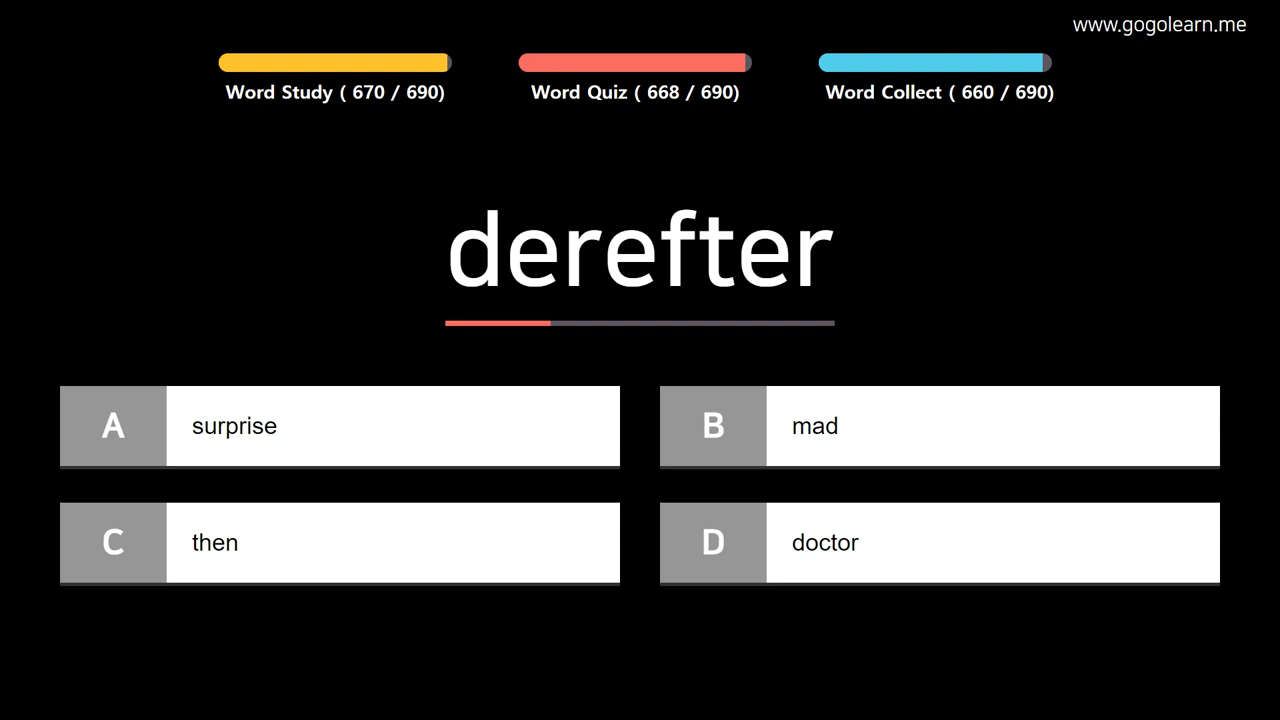 www.gogolearn.me
Word Study ( 670 / 690)
Word Quiz ( 668 / 690)
Word Collect ( 660 / 690)
derefter
A surprise
B mad
C then
D doctor